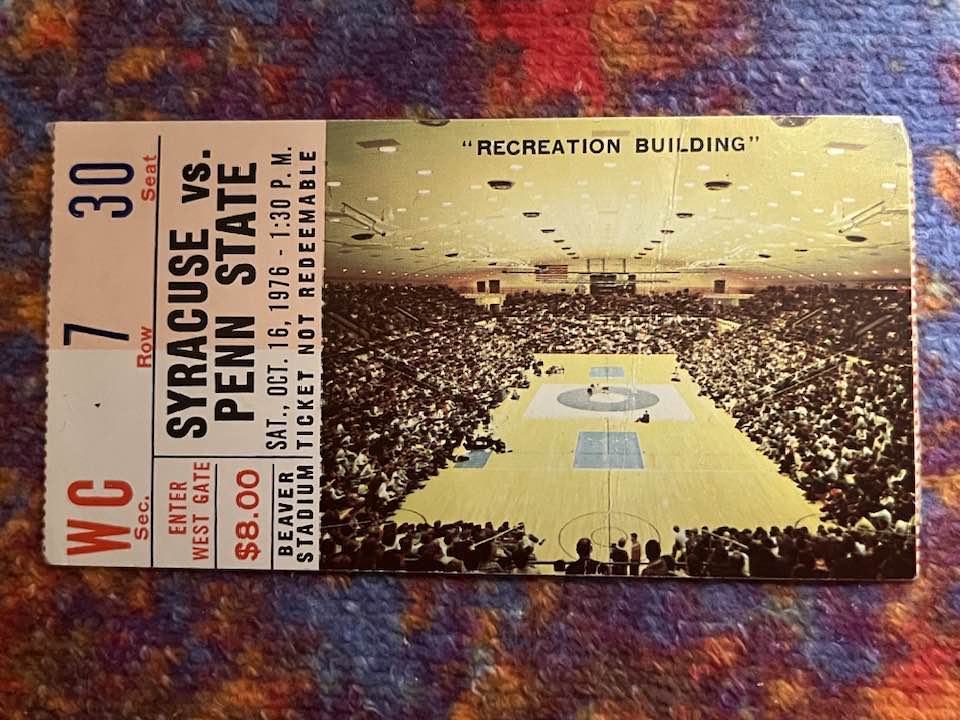 "RECREATION BUILDING"
WC
Sec.
7
Row
30
Seat
ENTER
WEST GATE
$8.00
SYRACUSE vs.
PENN STATE
SAT., OCT. 16, 1976 - 1:30 P.M.
BEAVER
STADIUM TICKET NOT REDEEMABLE